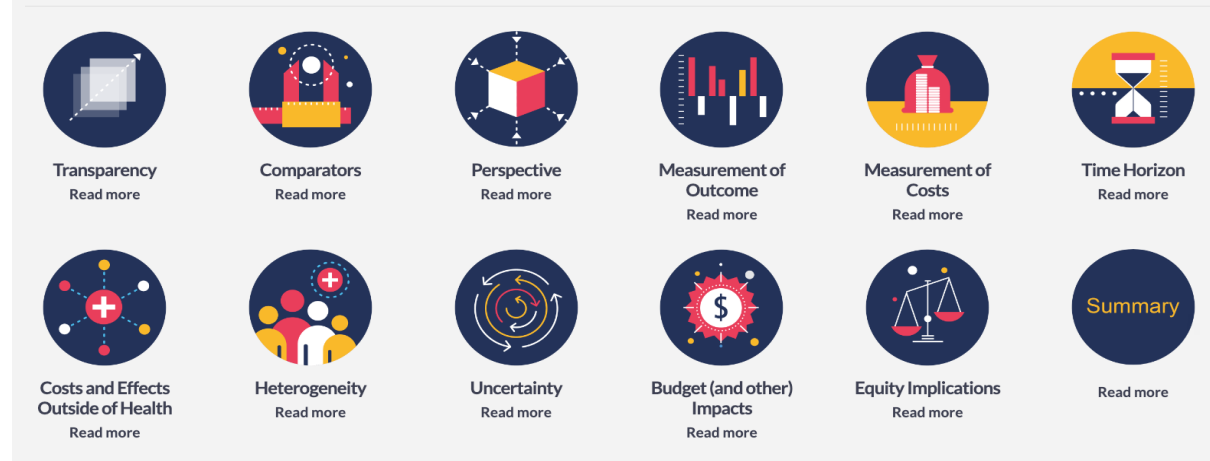 Transparency
Read more
Comparators
Read more
Perspective
Read more
Measurement of
Outcome
Read more
Measurement of
Costs
Read more
Time Horizon
Read more
Costs and Effects
Outside of Health
Read more
Heterogeneity
Read more
Uncertainty
Read more
$
Budget (and other)
Impacts
Read more
Equity Implications
Read more
Summary
Read more